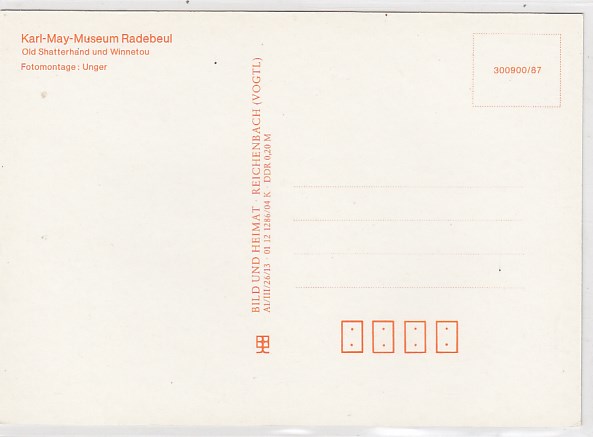 Karl-May-Museum Radebeul
Old Shatterhand und Winnetou
Fotomontage: Unger
300900/87
BILD UND HEIMAT · REICHENBACH (VOGTL)
A1/III/26/13 · 01 12 1286/04 K · DDR 0,20 M